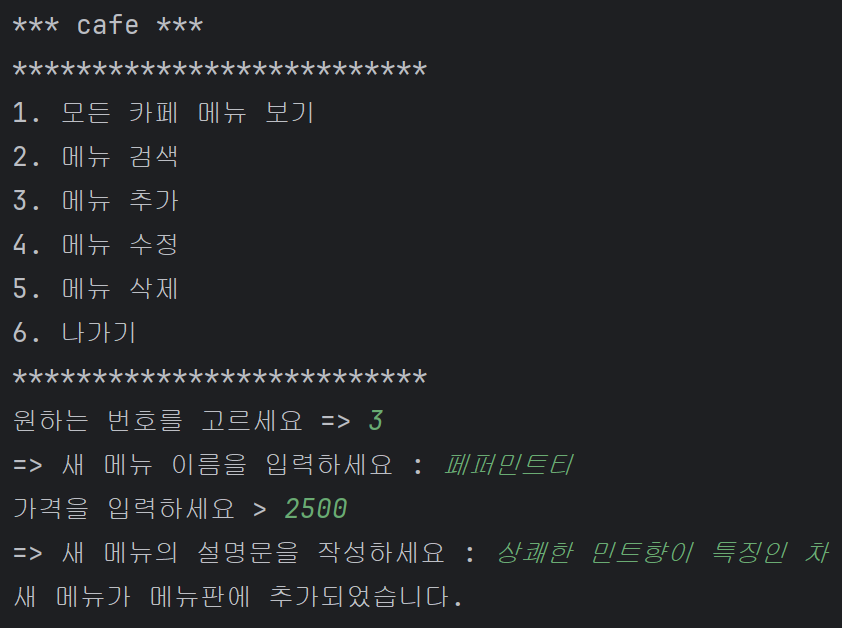 *** cafe ***
**************************
1. 모든 카페 메뉴 보기
2. 메뉴 검색
3. 메뉴 추가
4. 메뉴 수정
5. 메뉴 삭제
6. 나가기
**************************
원하는 번호를 고르세요 => 3
=> 새 메뉴 이름을 입력하세요 : 페퍼민트티
가격을 입력하세요 > 2500
=> 새 메뉴의 설명문을 작성하세요 : 상쾌한 민트향이 특징인 차
새 메뉴가 메뉴판에 추가되었습니다.